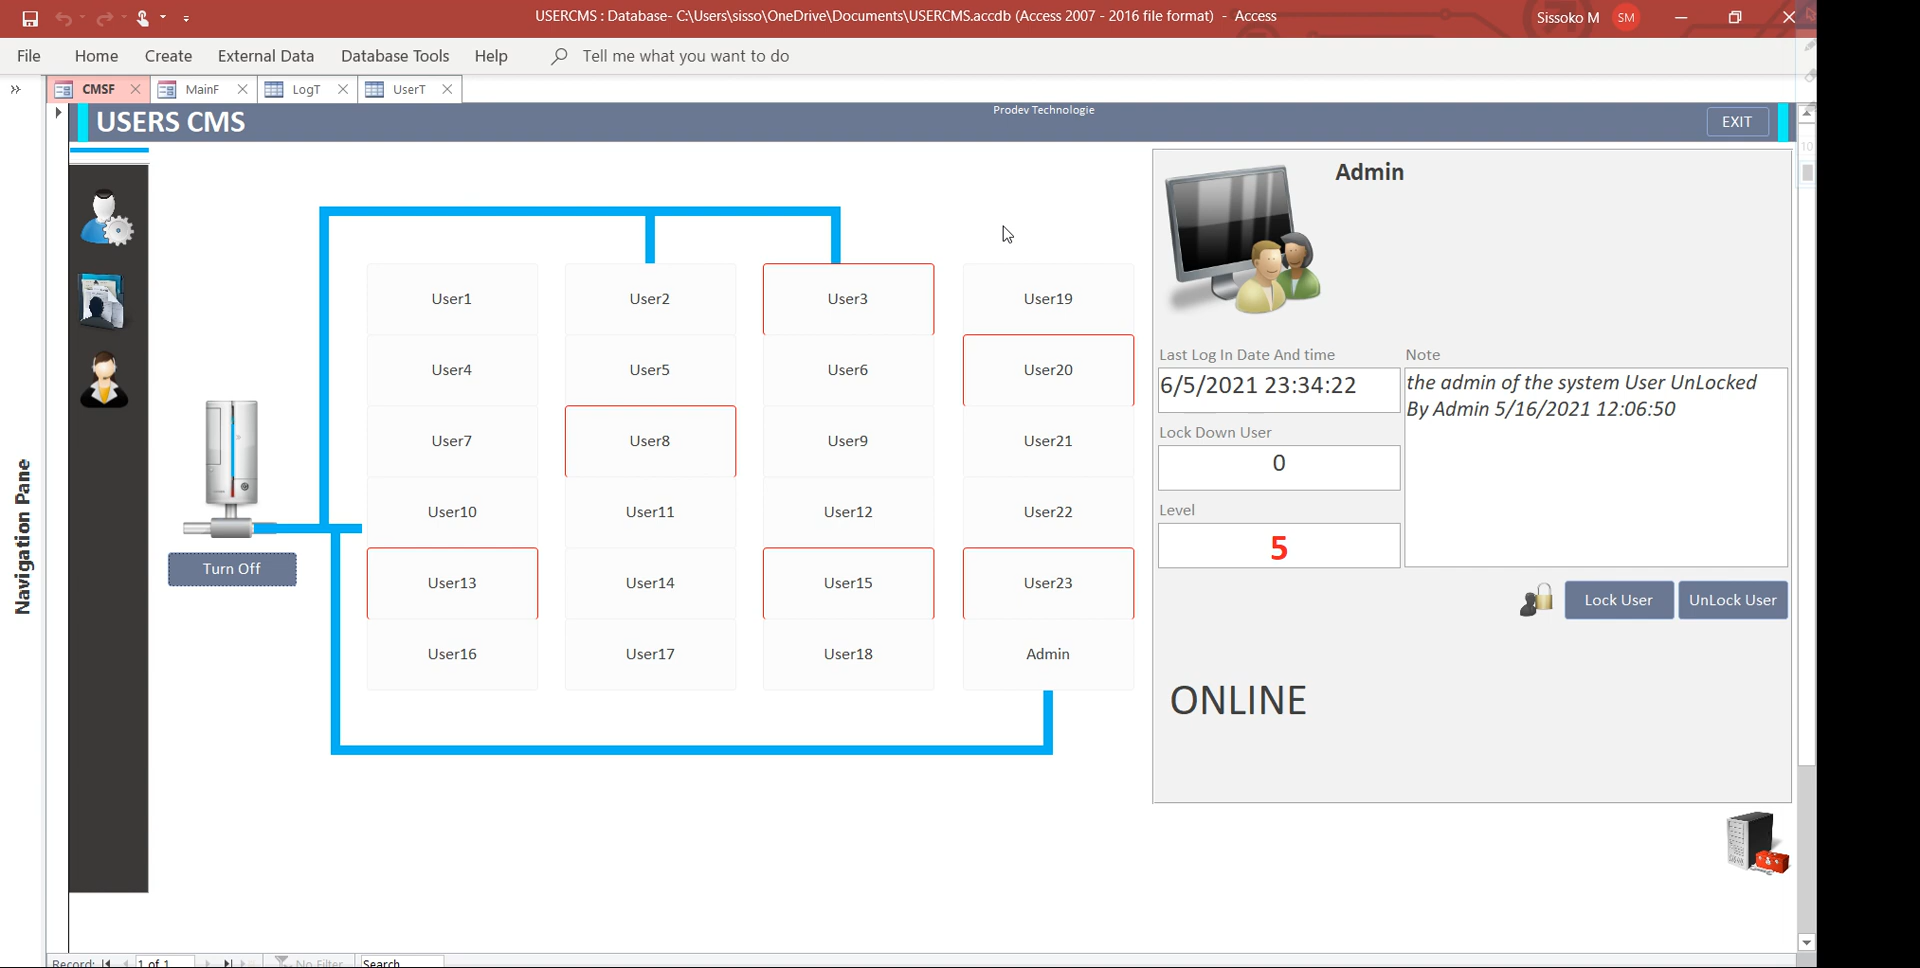 USERCMS : Database- C:\Users\sisso\OneDrive\Documents\USERCMS.accdb (Access 2007 - 2016 file format) - Access
Sissoko M SM
File Home Create External Data Database Tools Help Tell me what you want to do
CMSF MainF LogT UserT
USERS CMS
Prodev Technologie
EXIT
10
Admin
User1 User2 User3 User19
User4 User5 User6 User20
User7 User8 User9 User21
User10 User11 User12 User22
User13 User14 User15 User23
User16 User17 User18 Admin
Navigation Pane
Turn Off
Last Log In Date And time
6/5/2021 23:34:22
Lock Down User
0
Level
5
Note
the admin of the system User UnLocked
By Admin 5/16/2021 12:06:50
Lock User UnLock User
ONLINE
Record: 1 of 1 No Filter Search